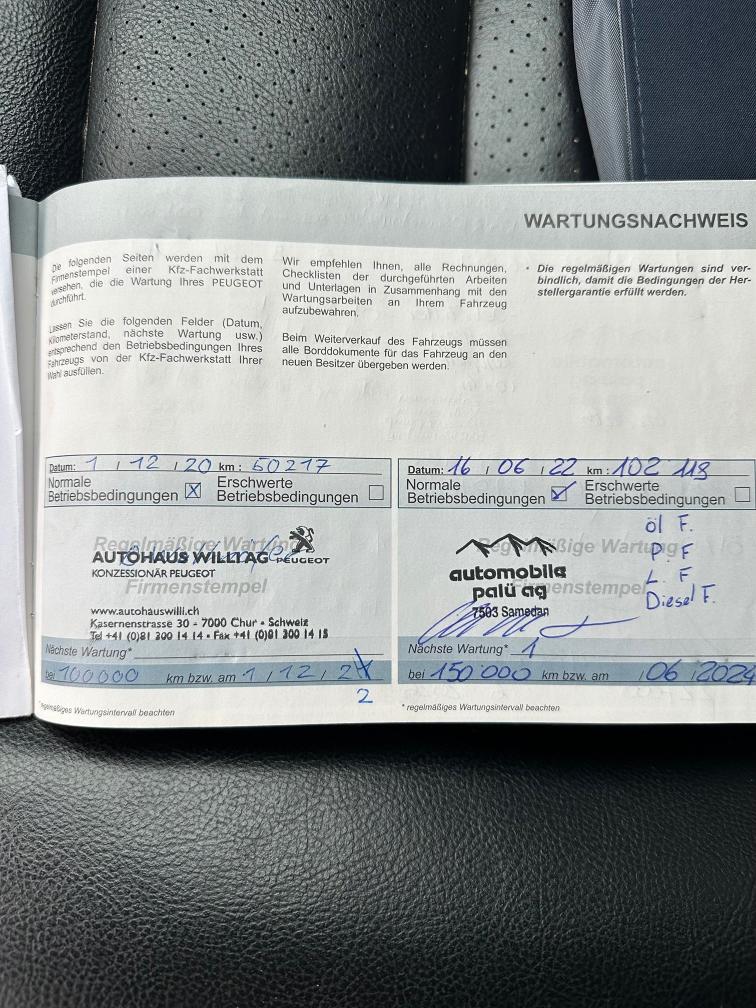 WARTUNGSNACHWEIS
Die folgenden Seiten werden mit dem
Firmenstempel einer Kfz-Fachwerkstatt
versehen, die die Wartung Ihres PEUGEOT
durchführt.
Lassen Sie die folgenden Felder (Datum,
Kilometerstand, nächste Wartung usw.)
entsprechend den Betriebsbedingungen Ihres
Fahrzeugs von der Kfz-Fachwerkstatt Ihrer
Wahl ausfüllen.
Wir empfehlen Ihnen, alle Rechnungen,
Checklisten der durchgeführten Arbeiten
und Unterlagen in Zusammenhang mit den
Wartungsarbeiten an Ihrem Fahrzeug
aufzubewahren.
Beim Weiterverkauf des Fahrzeugs müssen
alle Borddokumente für das Fahrzeug an den
neuen Besitzer übergeben werden.
* Die regelmäßigen Wartungen sind ver-
bindlich, damit die Bedingungen der Her-
stellergarantie erfüllt werden.
Datum: 1 / 12 / 20 km : 50217
Normale
Betriebsbedingungen X
Erschwerte
Betriebsbedingungen
Regelmäßige Wartung
AUTOHAUS WILLI AG PEUGEOT
KONZESSIONÄR PEUGEOT
Firmenstempel
www.autohauswilli.ch
Kasernenstrasse 30 - 7000 Chur - Schweiz
Tel +41 (0)81 300 14 14 • Fax +41 (0)81 300 14 15
Nächste Wartung*
bei 100000 km bzw. am 1 / 12 / 2
2
* regelmäßiges Wartungsintervall beachten
Datum: 16 / 06 / 22 km : 102 118
Normale
Betriebsbedingungen
Erschwerte
Betriebsbedingungen
Regelmäßige Wartung
automobile
palü ag
Firmenstempel
7503 Samedan
öl F.
P. F
L. F
Diesel F.
Nächste Wartung* 1
bei 150'000 km bzw. am / 06 / 2024
* regelmäßiges Wartungsintervall beachten